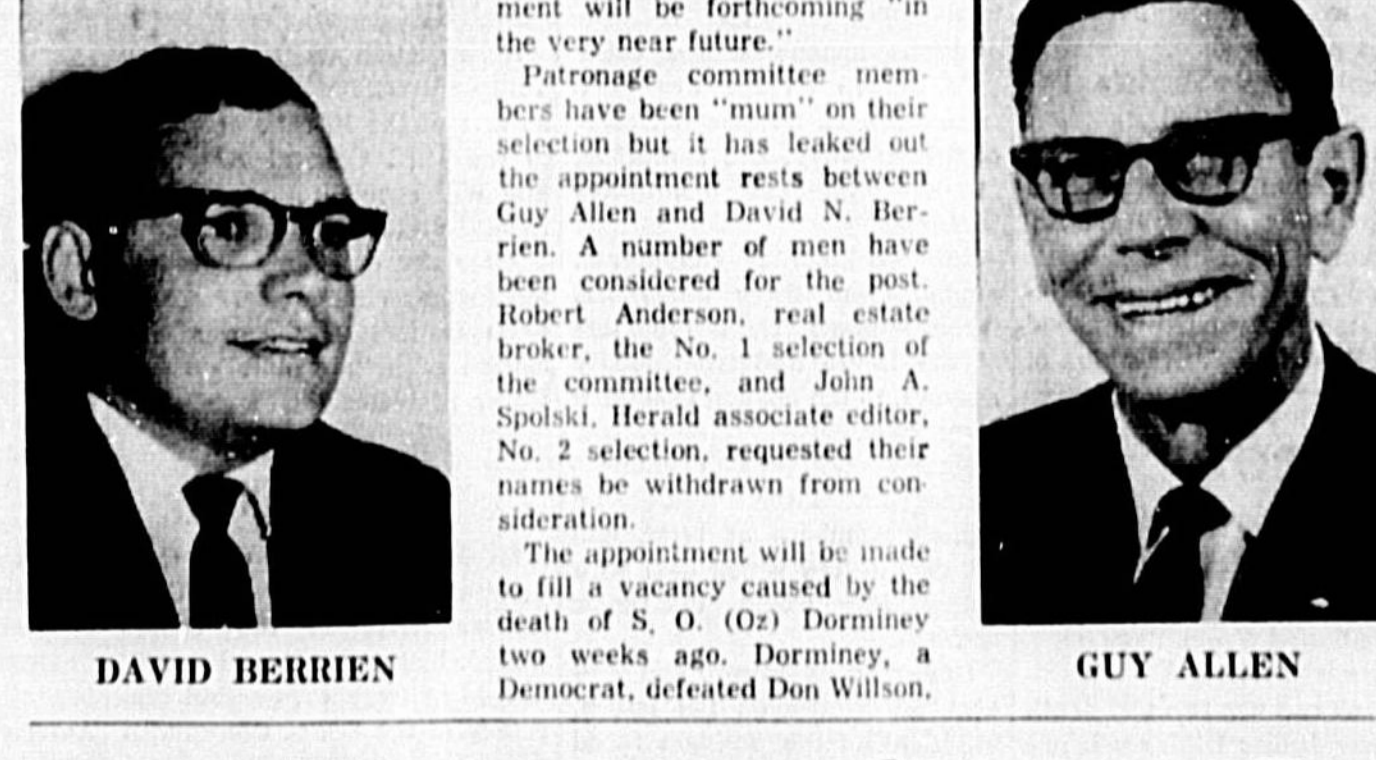 ment will be forthcoming "in
the very near future."
Patronage committee mem-
bers have been "mum" on their
selection but it has leaked out
the appointment rests between
Guy Allen and David N. Ber-
rien. A number of men have
been considered for the post.
Robert Anderson, real estate
broker, the No. 1 selection of
the committee, and John A.
Spolski, Herald associate editor,
No. 2 selection, requested their
names be withdrawn from con-
sideration.
The appointment will be made
to fill a vacancy caused by the
death of S. O. (Oz) Dorminey
two weeks ago. Dorminey, a
Democrat, defeated Don Willson,
DAVID BERRIEN
GUY ALLEN